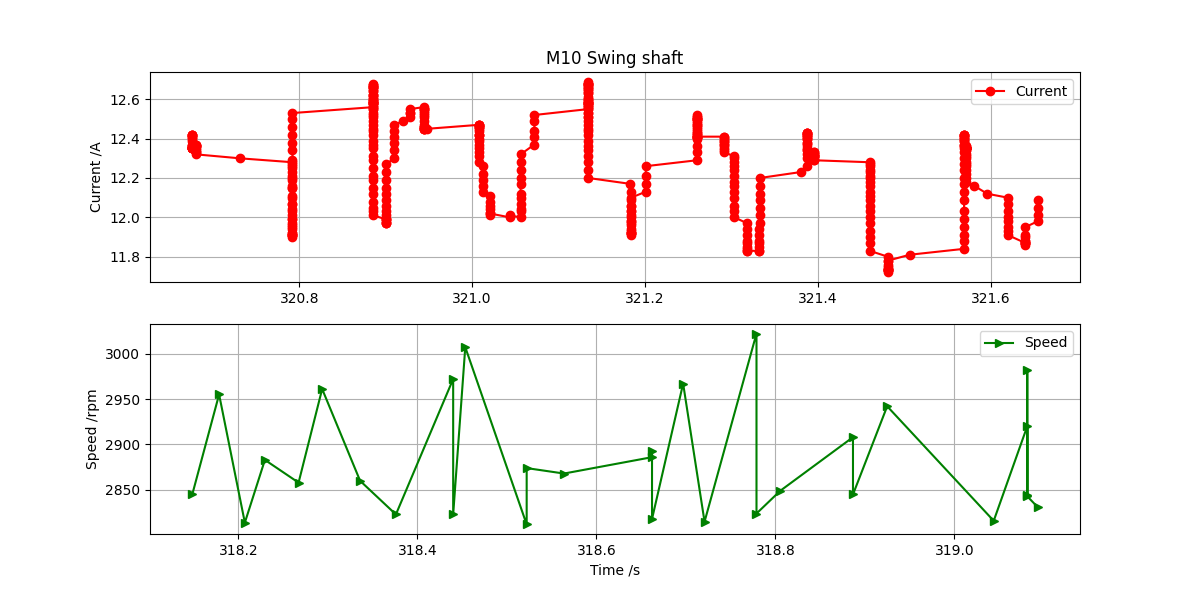 M10 Swing shaft
Current /A
12.6
12.4
12.2
12.0
11.8
Current
320.8 321.0 321.2 321.4 321.6
Speed /rpm
3000
2950
2900
2850
Speed
318.2 318.4 318.6 318.8 319.0
Time /s